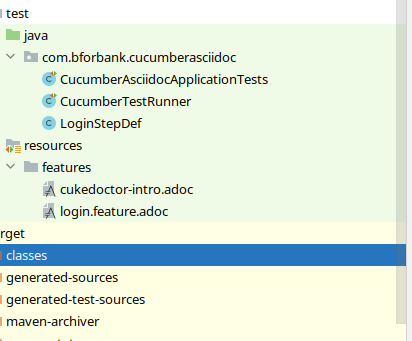 test
java
com.bforbank.cucumberasciidoc
CucumberAsciidocApplicationTests
CucumberTestRunner
LoginStepDef
resources
features
cukedoctor-intro.adoc
login.feature.adoc
rget
classes
generated-sources
generated-test-sources
maven-archiver